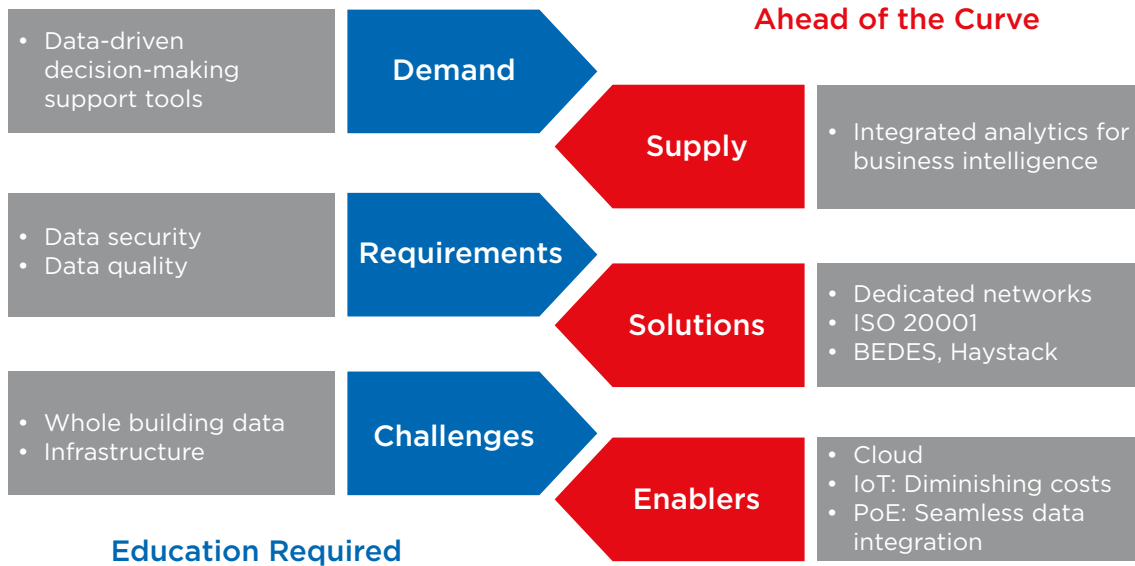 Ahead of the Curve
• Data-driven
decision-making
support tools
Demand
Supply
• Integrated analytics for
business intelligence
• Data security
• Data quality
Requirements
Solutions
• Dedicated networks
• ISO 20001
• BEDES, Haystack
• Whole building data
• Infrastructure
Challenges
Enablers
• Cloud
• IoT: Diminishing costs
• PoE: Seamless data
integration
Education Required